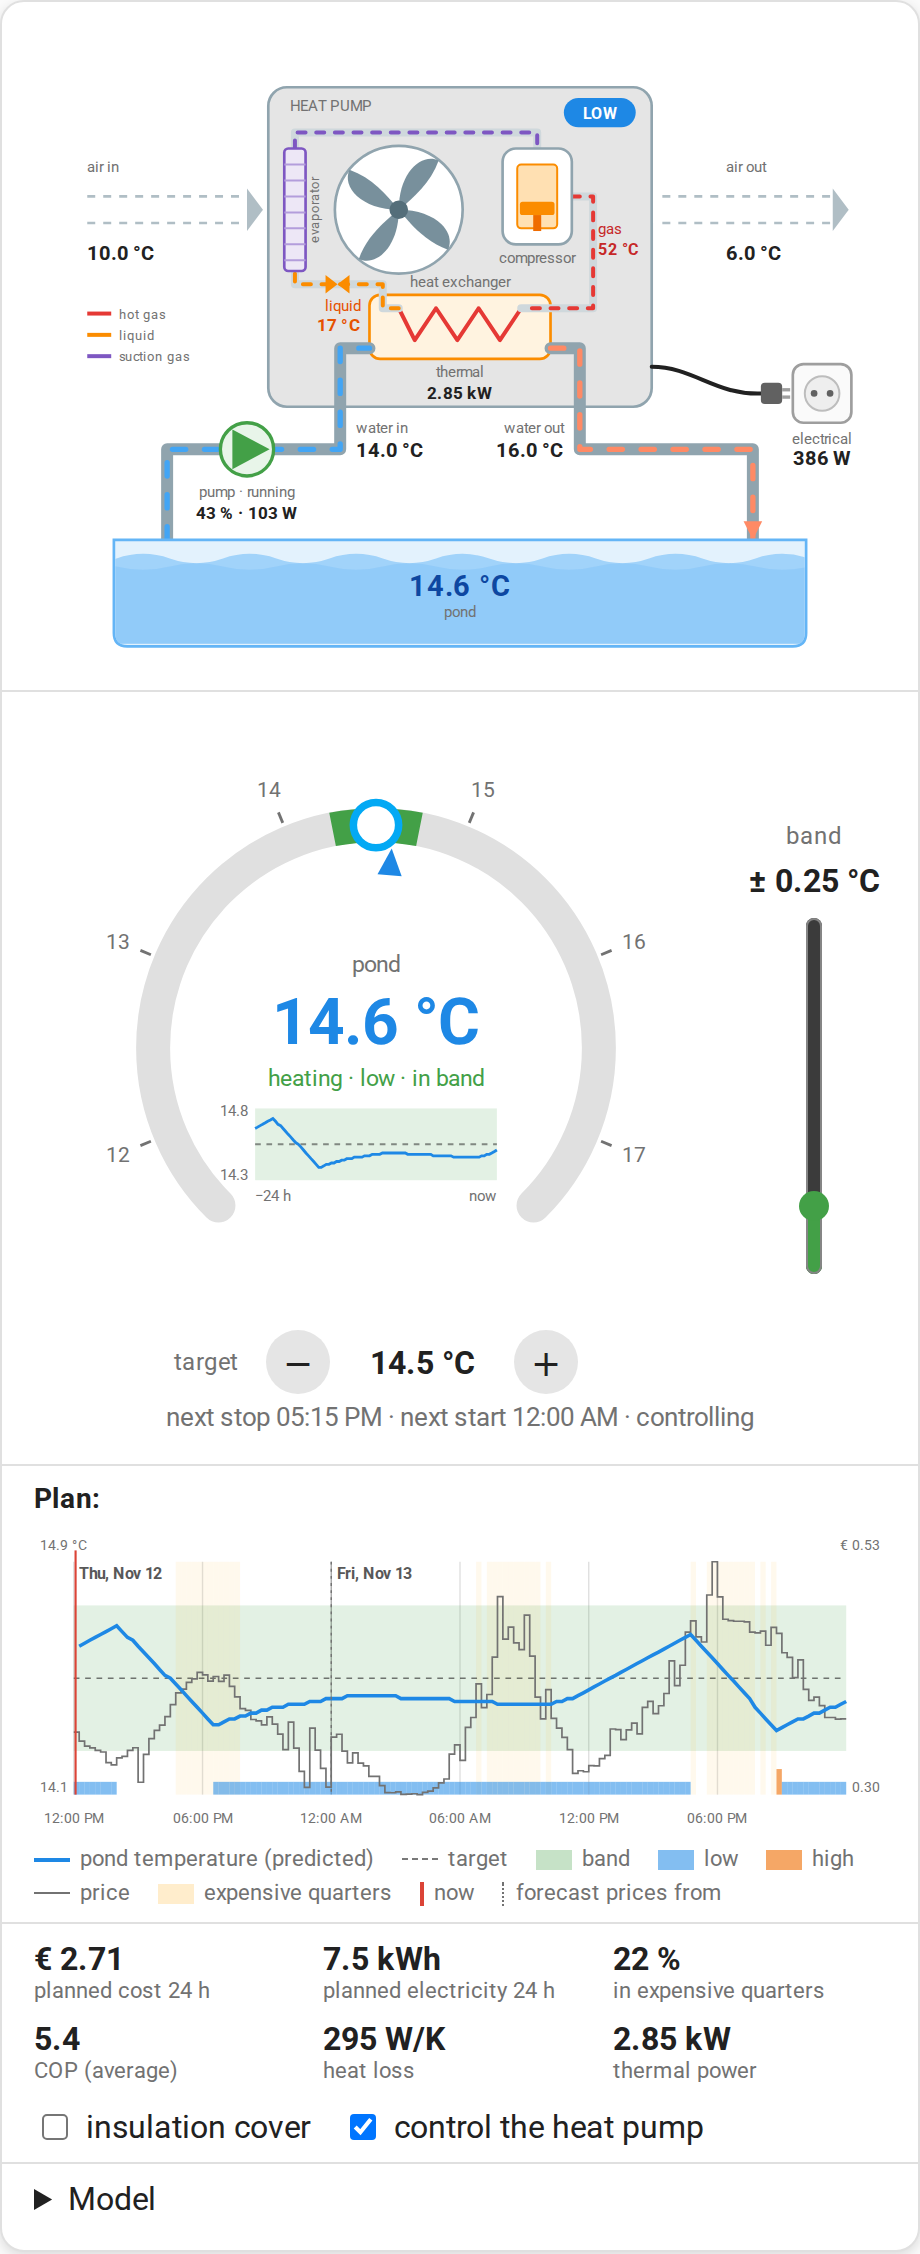 HEAT PUMP
LOW
air in
air out
evaporator
gas
52 °C
10.0 °C
compressor
6.0 °C
heat exchanger
liquid
17 °C
hot gas
liquid
suction gas
thermal
2.85 kW
water in
14.0 °C
water out
16.0 °C
electrical
386 W
pump · running
43 % · 103 W
14.6 °C
pond
14
15
band
± 0.25 °C
13
16
pond
14.6 °C
heating · low · in band
14.8
14.3
−24 h
now
12
17
target
−
14.5 °C
+
next stop 05:15 PM · next start 12:00 AM · controlling
Plan:
14.9 °C
€ 0.53
Thu, Nov 12
Fri, Nov 13
14.1
0.30
12:00 PM 06:00 PM 12:00 AM 06:00 AM 12:00 PM 06:00 PM
pond temperature (predicted) target band low high
price expensive quarters now forecast prices from
€ 2.71 7.5 kWh 22 %
planned cost 24 h planned electricity 24 h in expensive quarters
5.4 295 W/K 2.85 kW
COP (average) heat loss thermal power
insulation cover control the heat pump
Model